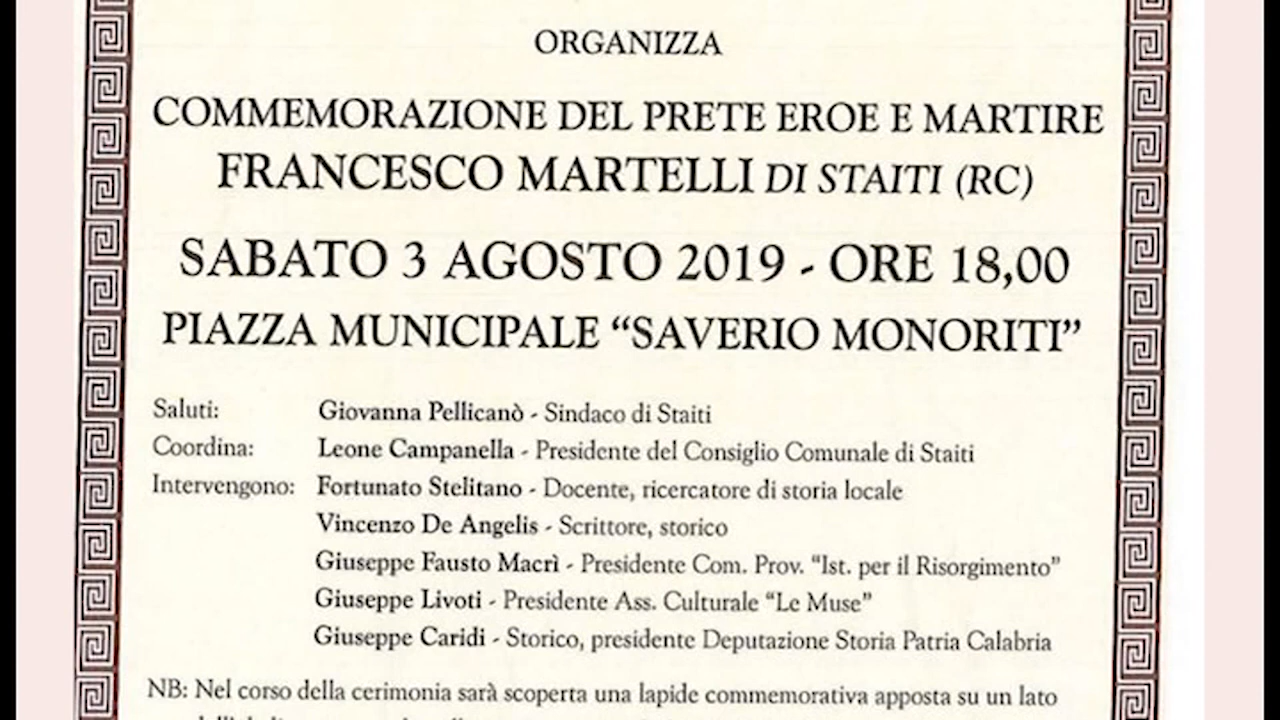 ORGANIZZA
COMMEMORAZIONE DEL PRETE EROE E MARTIRE
FRANCESCO MARTELLI DI STAITI (RC)
SABATO 3 AGOSTO 2019 - ORE 18,00
PIAZZA MUNICIPALE “SAVERIO MONORITI”
Saluti: Giovanna Pellicanò - Sindaco di Staiti
Coordina: Leone Campanella - Presidente del Consiglio Comunale di Staiti
Intervengono: Fortunato Stelitano - Docente, ricercatore di storia locale
Vincenzo De Angelis - Scrittore, storico
Giuseppe Fausto Macrì - Presidente Com. Prov. “Ist. per il Risorgimento”
Giuseppe Livoti - Presidente Ass. Culturale “Le Muse”
Giuseppe Caridi - Storico, presidente Deputazione Storia Patria Calabria
NB: Nel corso della cerimonia sarà scoperta una lapide commemorativa apposta su un lato